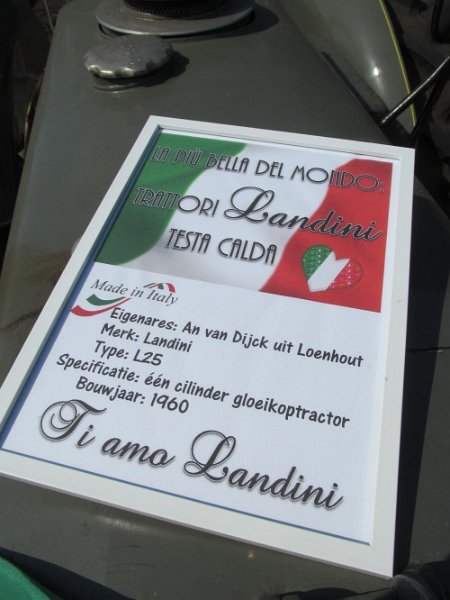 LA PIÙ BELLA DEL MONDO:
TRATTORI Landini
TESTA CALDA
Made in Italy
Eigenares: An van Dijck uit Loenhout
Merk: Landini
Type: L25
Specificatie: één cilinder gloeikoptractor
Bouwjaar: 1960
Ti amo Landini